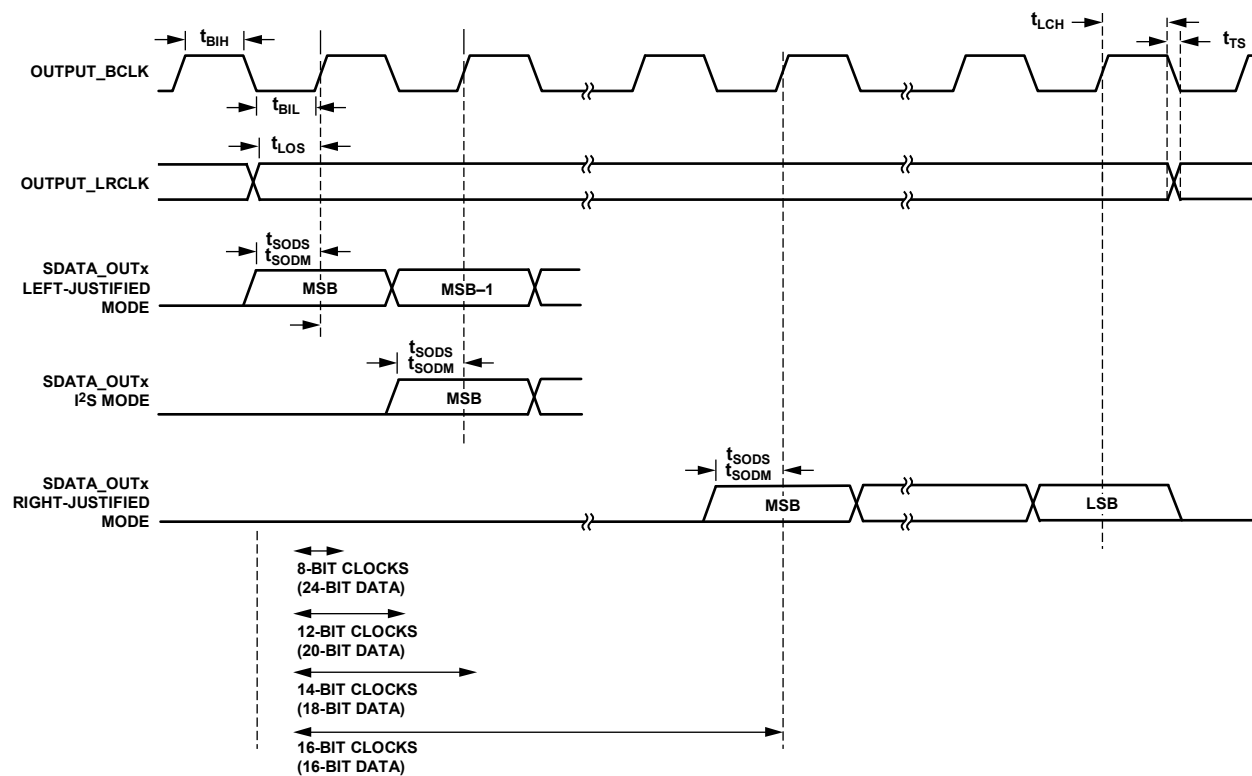 tLCH
tBIH
tTS
OUTPUT_BCLK
tBIL
tLOS
OUTPUT_LRCLK
tSODS
tSODM
SDATA_OUTx
LEFT-JUSTIFIED
MODE
MSB
MSB–1
tSODS
tSODM
SDATA_OUTx
I2S MODE
MSB
tSODS
tSODM
SDATA_OUTx
RIGHT-JUSTIFIED
MODE
MSB
LSB
8-BIT CLOCKS
(24-BIT DATA)
12-BIT CLOCKS
(20-BIT DATA)
14-BIT CLOCKS
(18-BIT DATA)
16-BIT CLOCKS
(16-BIT DATA)